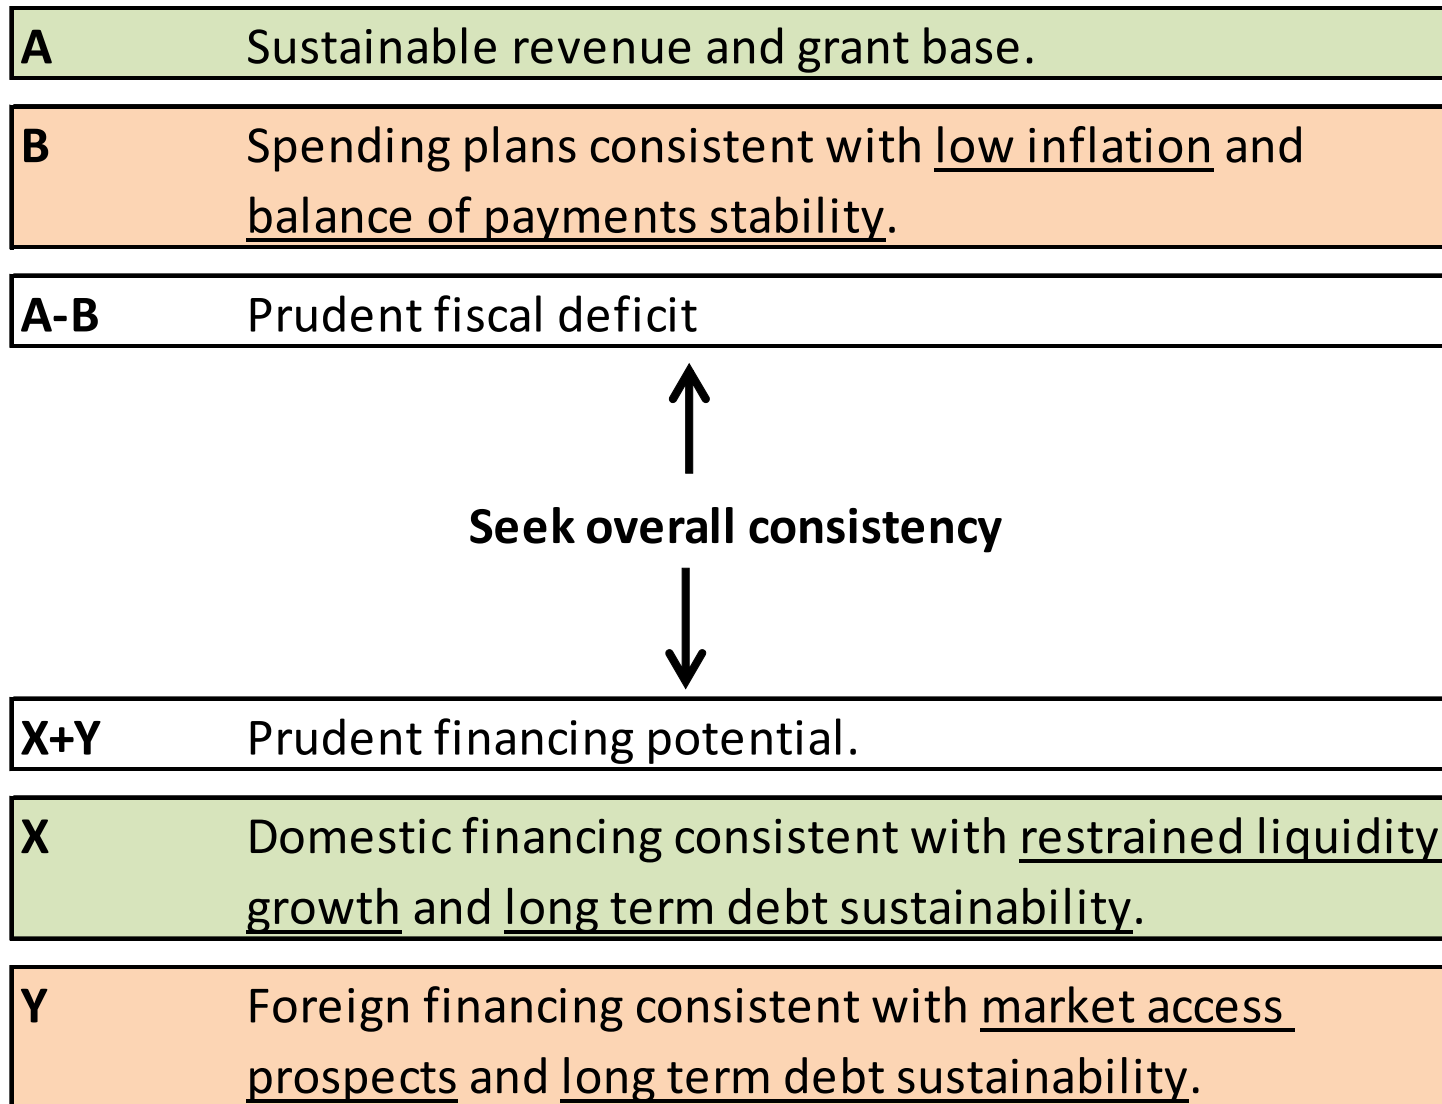 A Sustainable revenue and grant base.
B Spending plans consistent with low inflation and
balance of payments stability.
A-B Prudent fiscal deficit
Seek overall consistency
X+Y Prudent financing potential.
X Domestic financing consistent with restrained liquidity
growth and long term debt sustainability.
Y Foreign financing consistent with market access
prospects and long term debt sustainability.